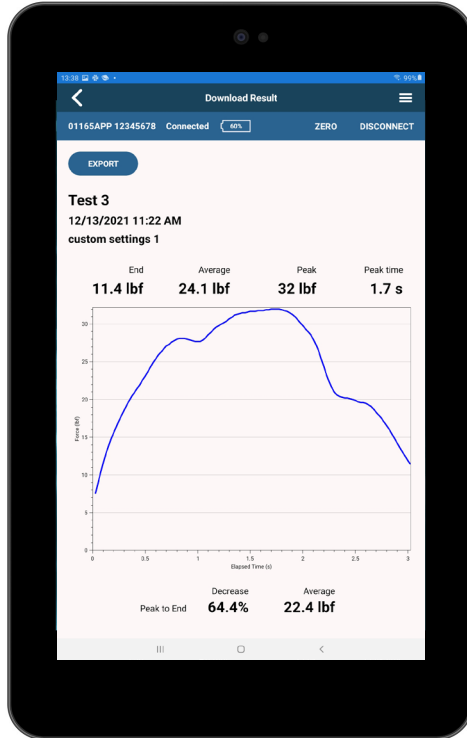 13:38 99%
Download Result
01165APP 12345678 Connected 60% ZERO DISCONNECT
EXPORT
Test 3
12/13/2021 11:22 AM
custom settings 1
End Average Peak Peak time
11.4 lbf 24.1 lbf 32 lbf 1.7 s
30
25
20
15
10
5
0
Force (lbf)
0 0.5 1 1.5 2 2.5 3
Elapsed Time (s)
Decrease Average
Peak to End 64.4% 22.4 lbf